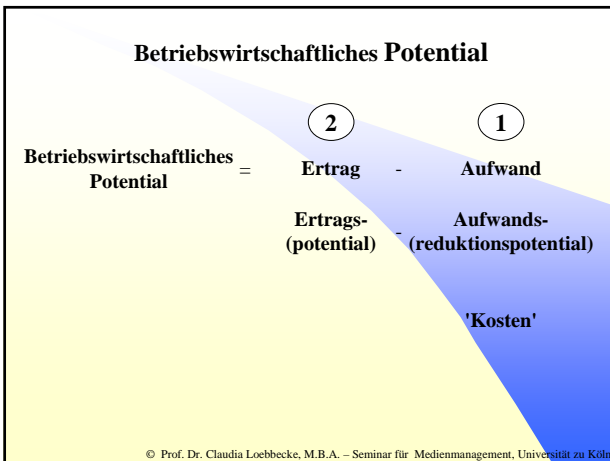 Betriebswirtschaftliches Potential
2 1
Betriebswirtschaftliches
Potential = Ertrag - Aufwand
Ertrags-
(potential) - Aufwands-
(reduktionspotential)
'Kosten'
© Prof. Dr. Claudia Loebbecke, M.B.A. – Seminar für Medienmanagement, Universität zu Köln